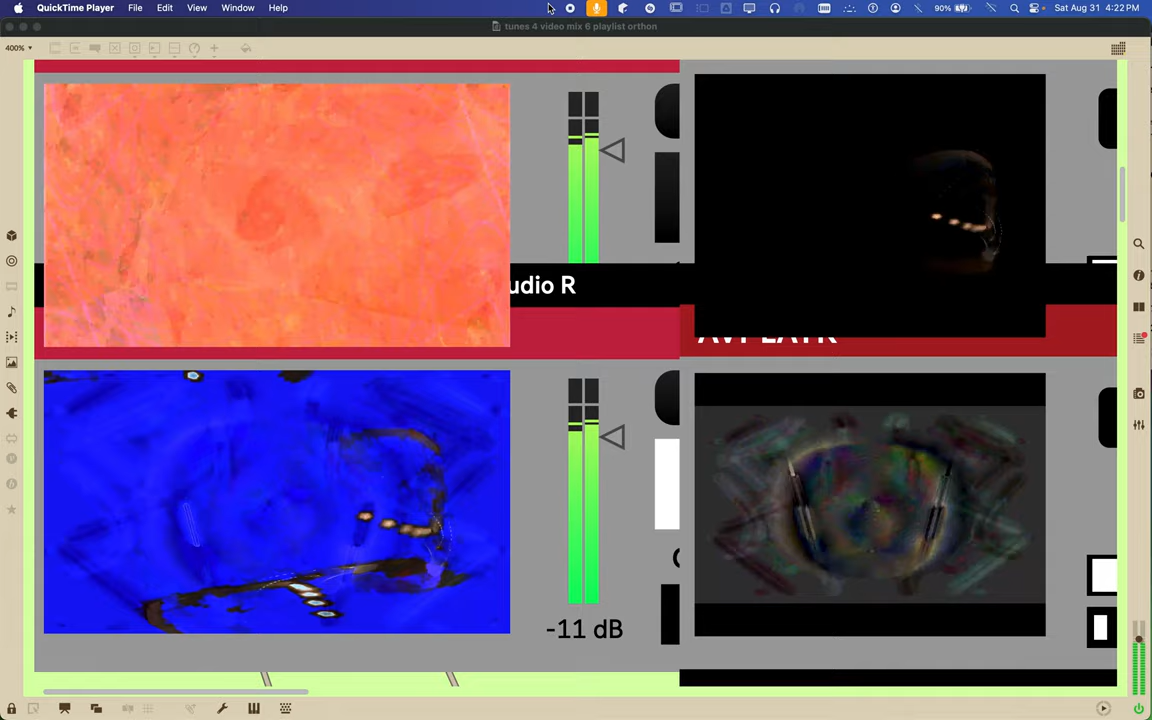 QuickTime Player File Edit View Window Help 90% Sat Aug 31 4:22 PM
tunes 4 video mix 6 playlist orthon
400%
udio R
AVPLAYR
-11 dB